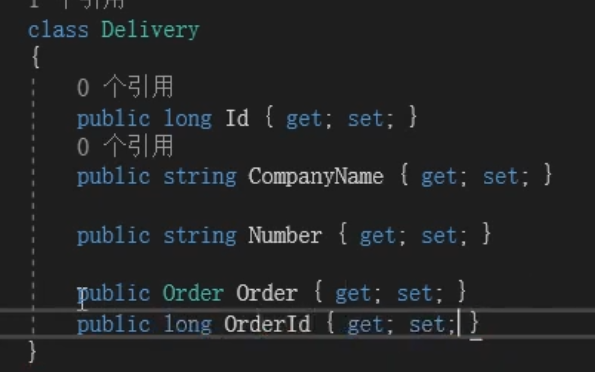 1 个引用
class Delivery
{
0 个引用
public long Id { get; set; }
0 个引用
public string CompanyName { get; set; }
public string Number { get; set; }
public Order Order { get; set; }
public long OrderId { get; set; }
}